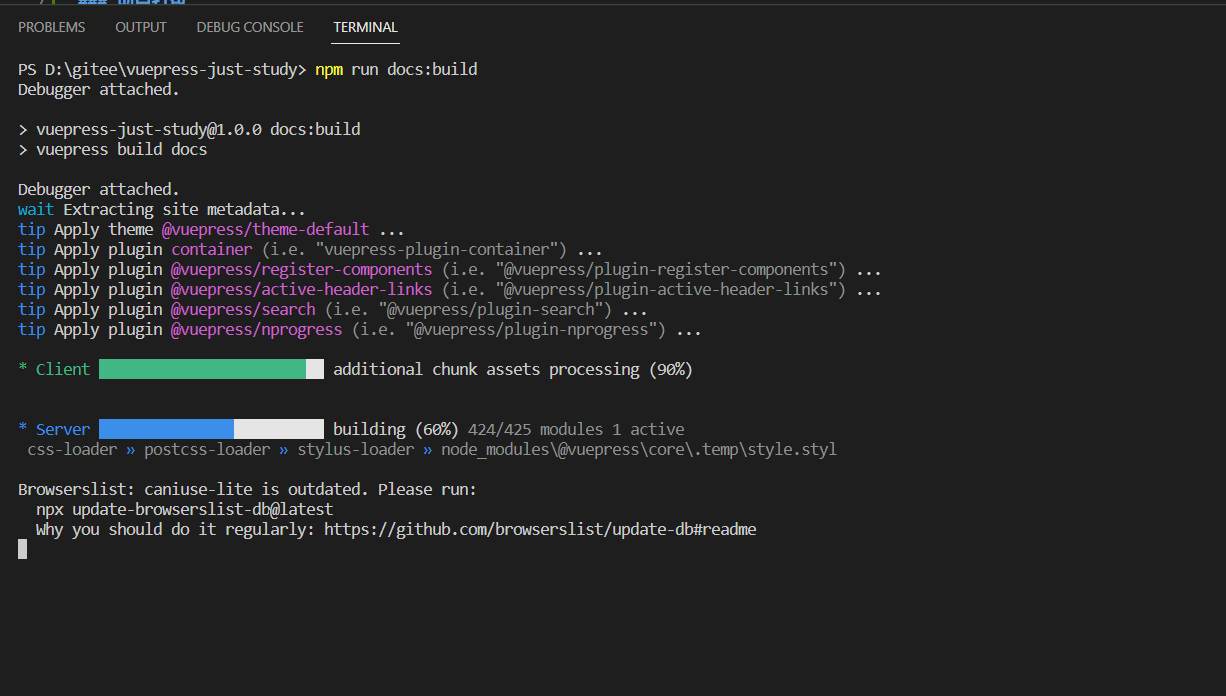 PROBLEMS OUTPUT DEBUG CONSOLE TERMINAL
PS D:\gitee\vuepress-just-study> npm run docs:build
Debugger attached.
> vuepress-just-study@1.0.0 docs:build
> vuepress build docs
Debugger attached.
wait Extracting site metadata...
tip Apply theme @vuepress/theme-default ...
tip Apply plugin container (i.e. "vuepress-plugin-container") ...
tip Apply plugin @vuepress/register-components (i.e. "@vuepress/plugin-register-components") ...
tip Apply plugin @vuepress/active-header-links (i.e. "@vuepress/plugin-active-header-links") ...
tip Apply plugin @vuepress/search (i.e. "@vuepress/plugin-search") ...
tip Apply plugin @vuepress/nprogress (i.e. "@vuepress/plugin-nprogress") ...
* Client additional chunk assets processing (90%)
* Server building (60%) 424/425 modules 1 active
css-loader » postcss-loader » stylus-loader » node_modules\@vuepress\core\.temp\style.styl
Browserslist: caniuse-lite is outdated. Please run:
npx update-browserslist-db@latest
Why you should do it regularly: https://github.com/browserslist/update-db#readme